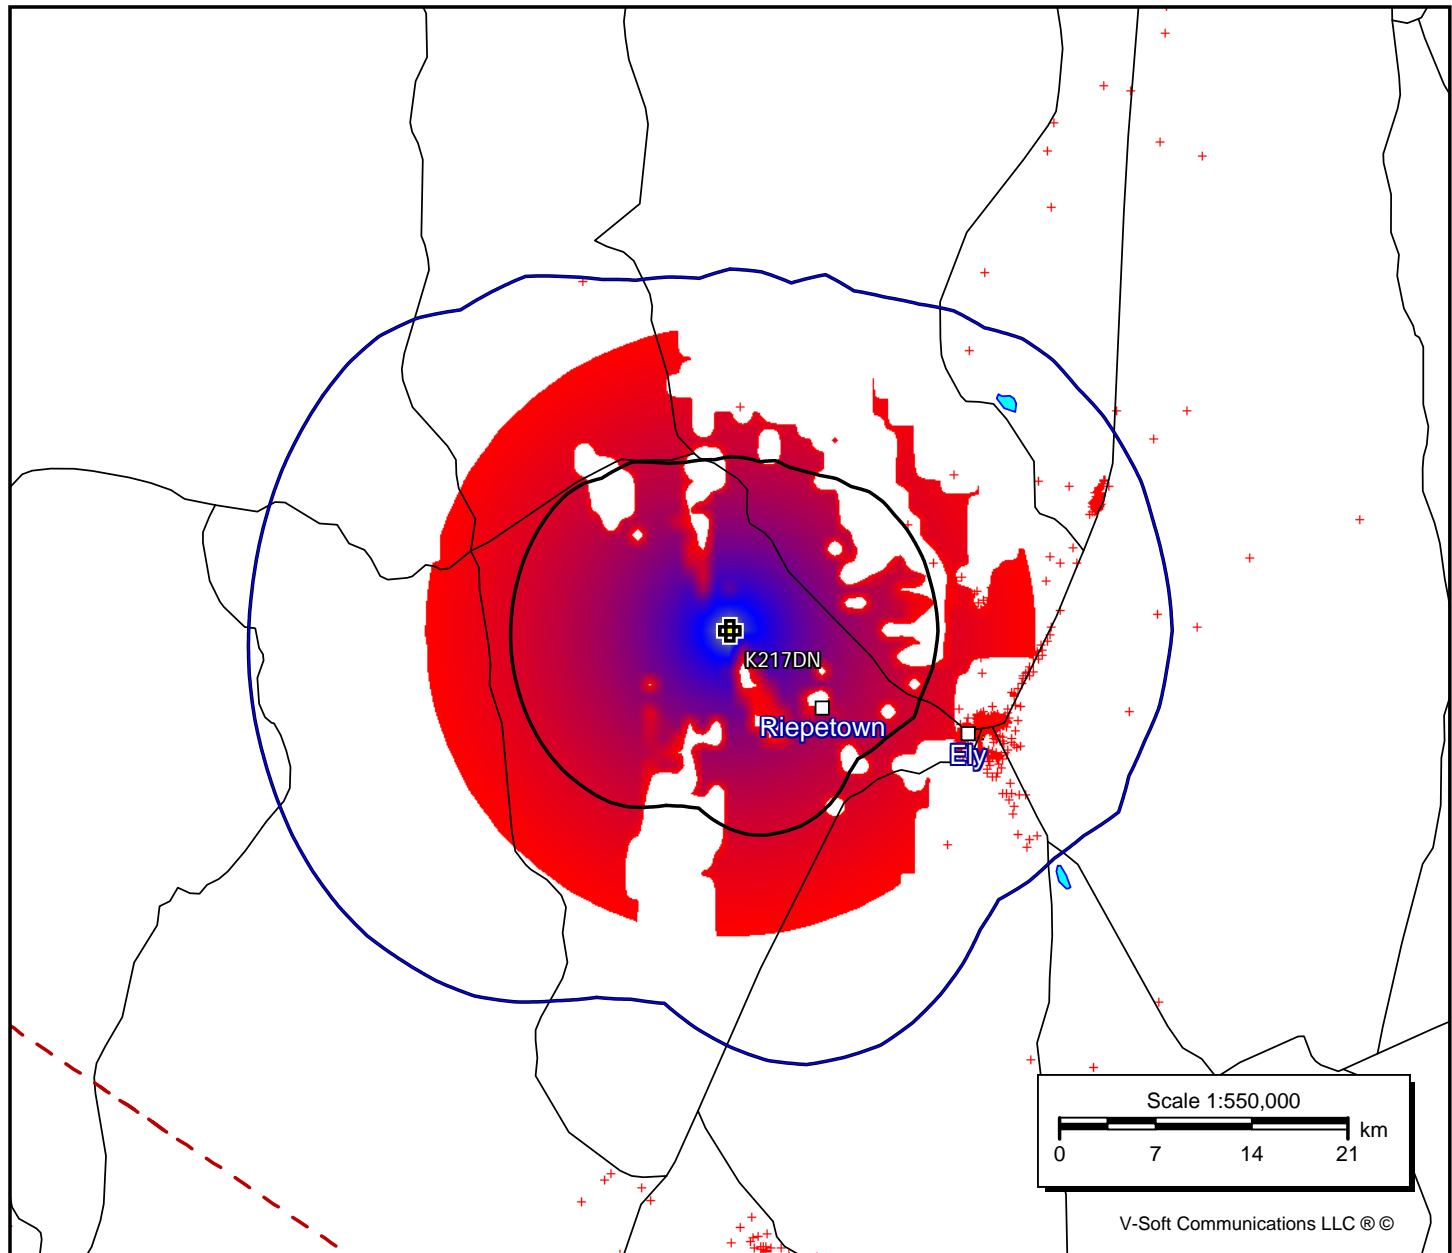 K217DN
Riepetown
Ely
Scale 1:550,000
km
0 7 14 21
V-Soft Communications LLC ® ©